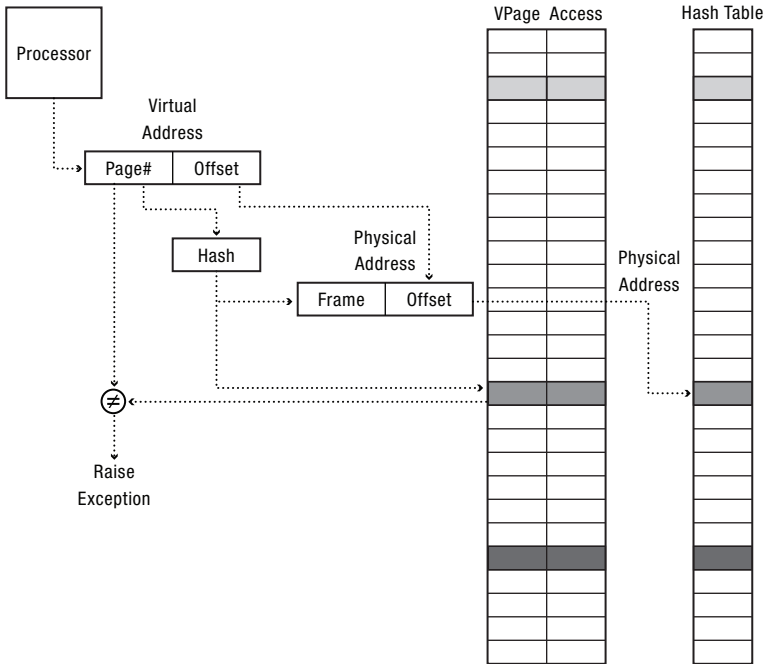 VPage Access
Hash Table
Processor
Virtual
Address
Page#
Offset
Hash
Physical
Address
Frame
Offset
Physical
Address
≠
Raise
Exception